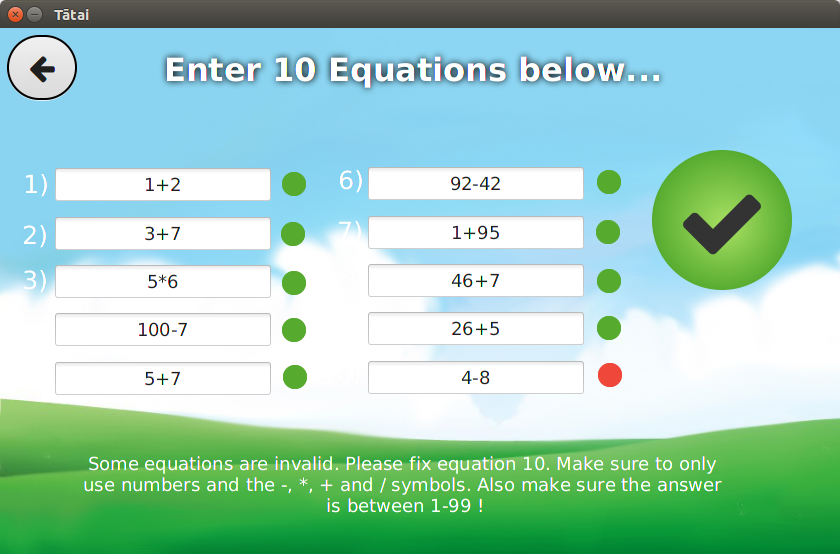 Tātai
Enter 10 Equations below...
1) 1+2
2) 3+7
3) 5*6
100-7
5+7
6) 92-42
7) 1+95
46+7
26+5
4-8
Some equations are invalid. Please fix equation 10. Make sure to only
use numbers and the -, *, + and / symbols. Also make sure the answer
is between 1-99 !